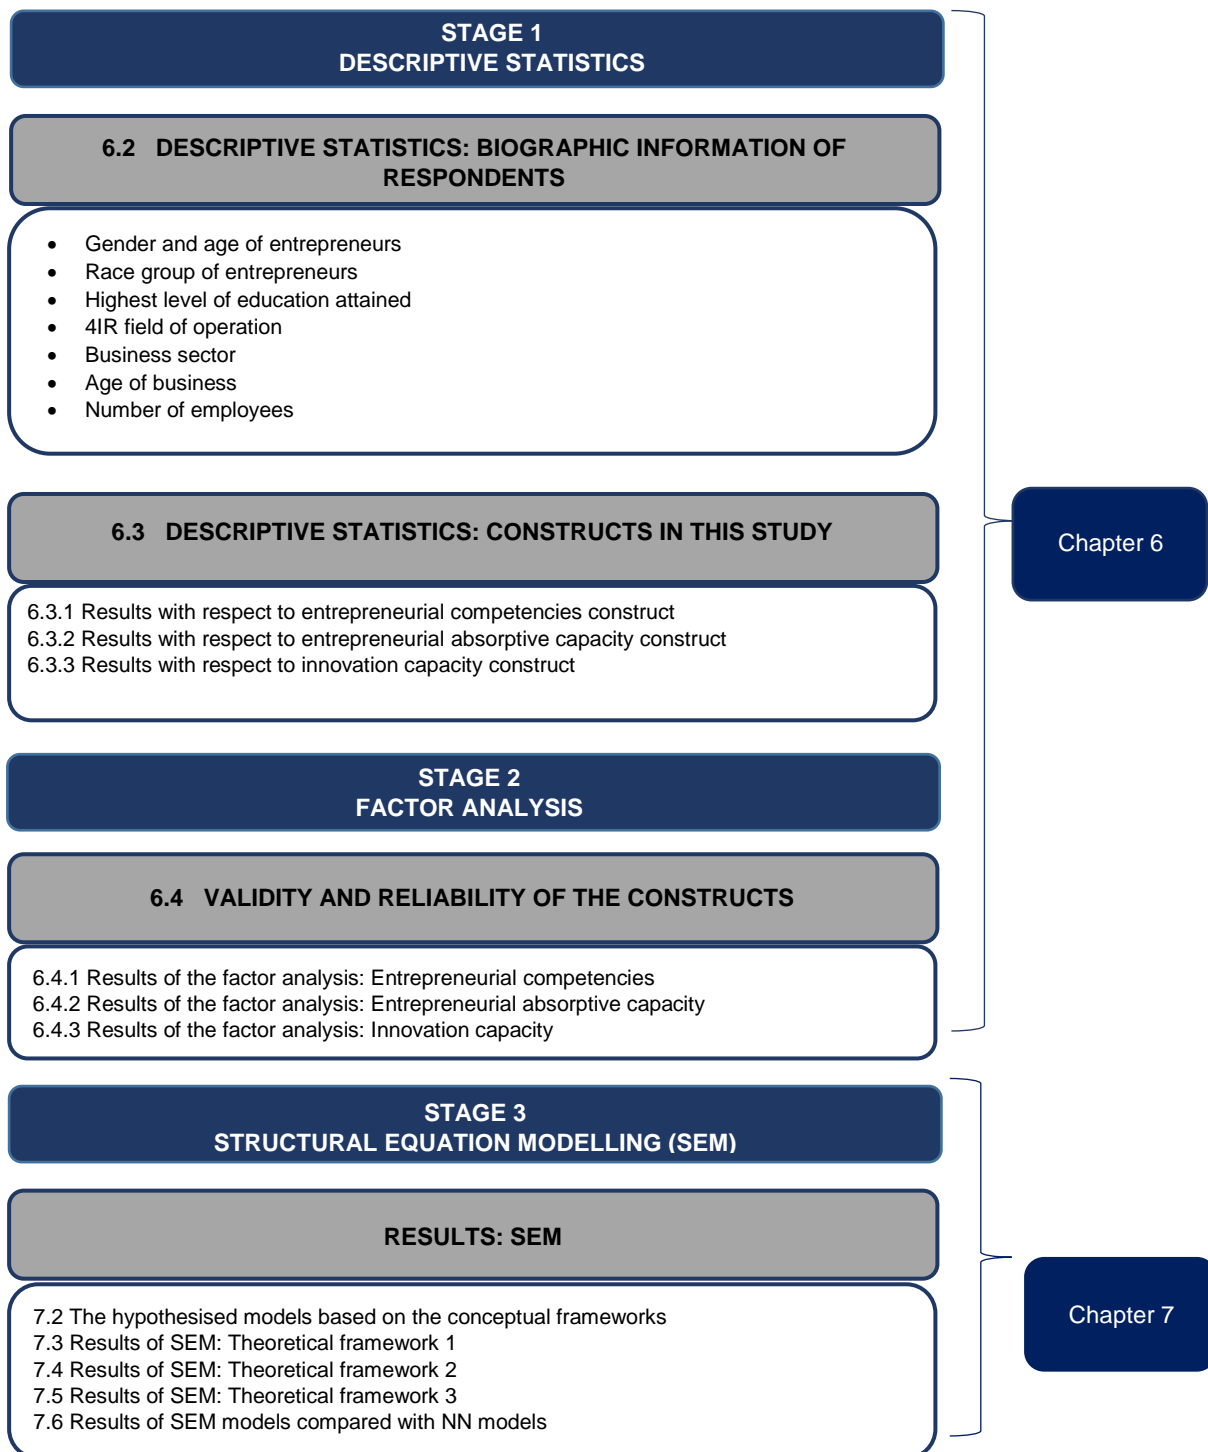 STAGE 1
DESCRIPTIVE STATISTICS
6.2 DESCRIPTIVE STATISTICS: BIOGRAPHIC INFORMATION OF
RESPONDENTS
• Gender and age of entrepreneurs
• Race group of entrepreneurs
• Highest level of education attained
• 4IR field of operation
• Business sector
• Age of business
• Number of employees
6.3 DESCRIPTIVE STATISTICS: CONSTRUCTS IN THIS STUDY
6.3.1 Results with respect to entrepreneurial competencies construct
6.3.2 Results with respect to entrepreneurial absorptive capacity construct
6.3.3 Results with respect to innovation capacity construct
STAGE 2
FACTOR ANALYSIS
6.4 VALIDITY AND RELIABILITY OF THE CONSTRUCTS
6.4.1 Results of the factor analysis: Entrepreneurial competencies
6.4.2 Results of the factor analysis: Entrepreneurial absorptive capacity
6.4.3 Results of the factor analysis: Innovation capacity
Chapter 6
STAGE 3
STRUCTURAL EQUATION MODELLING (SEM)
RESULTS: SEM
7.2 The hypothesised models based on the conceptual frameworks
7.3 Results of SEM: Theoretical framework 1
7.4 Results of SEM: Theoretical framework 2
7.5 Results of SEM: Theoretical framework 3
7.6 Results of SEM models compared with NN models
Chapter 7